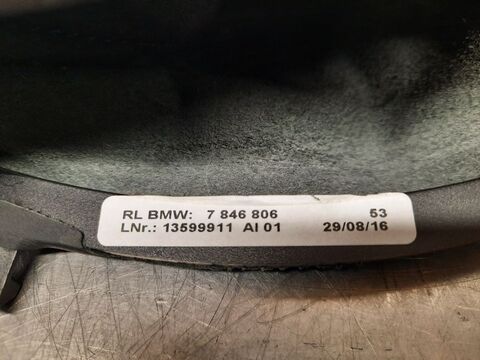 RL BMW: 7 846 806 53
LNr.: 13599911 AI 01 29/08/16